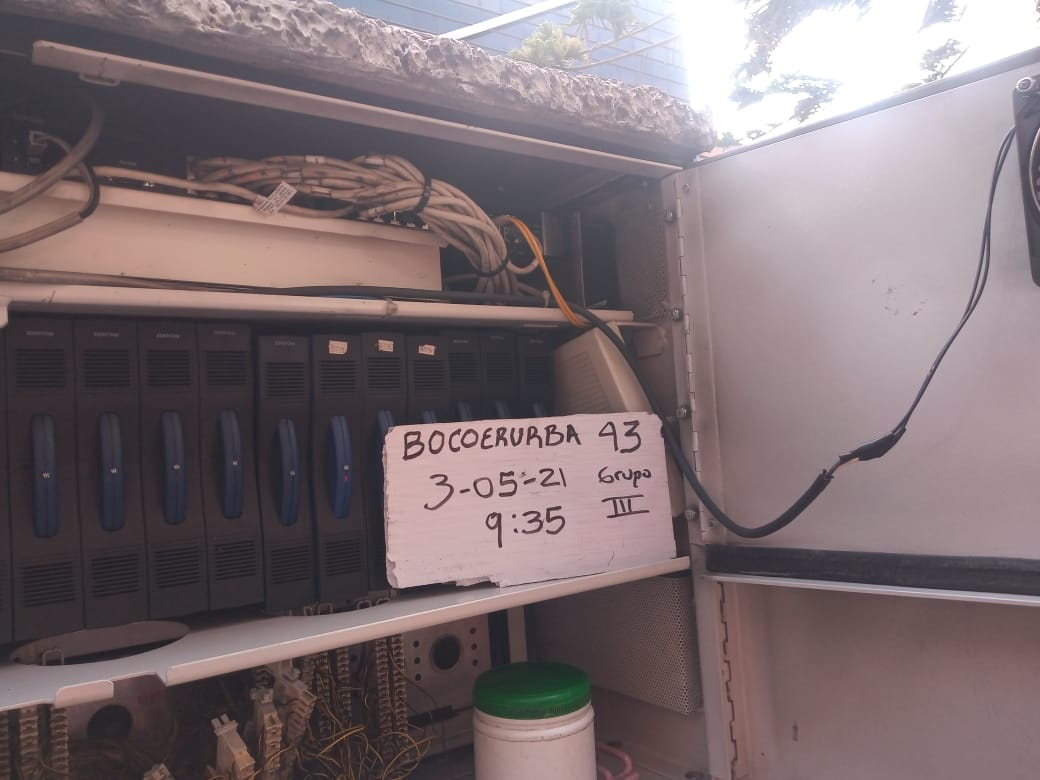 BOCOERURBA 43
3-05-21 Grupo
9:35 III